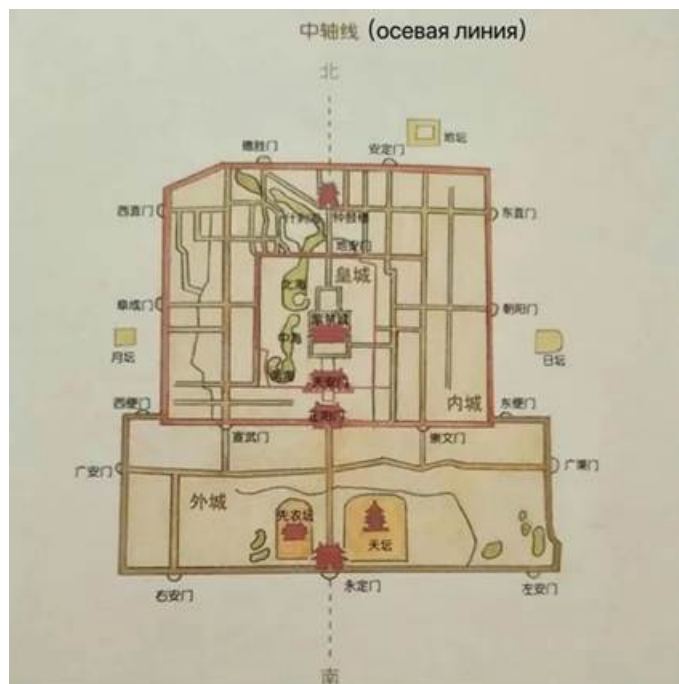 中轴线 (осевая линия)
北
地坛
德胜门
安定门
西直门
什刹海
钟鼓楼
东直门
地安门
皇城
北海
阜成门
朝阳门
紫禁城
中海
月坛
日坛
南海
天安门
西便门
正阳门
内城
东便门
宣武门
崇文门
广安门
广渠门
外城
先农坛
天坛
右安门
永定门
左安门
南